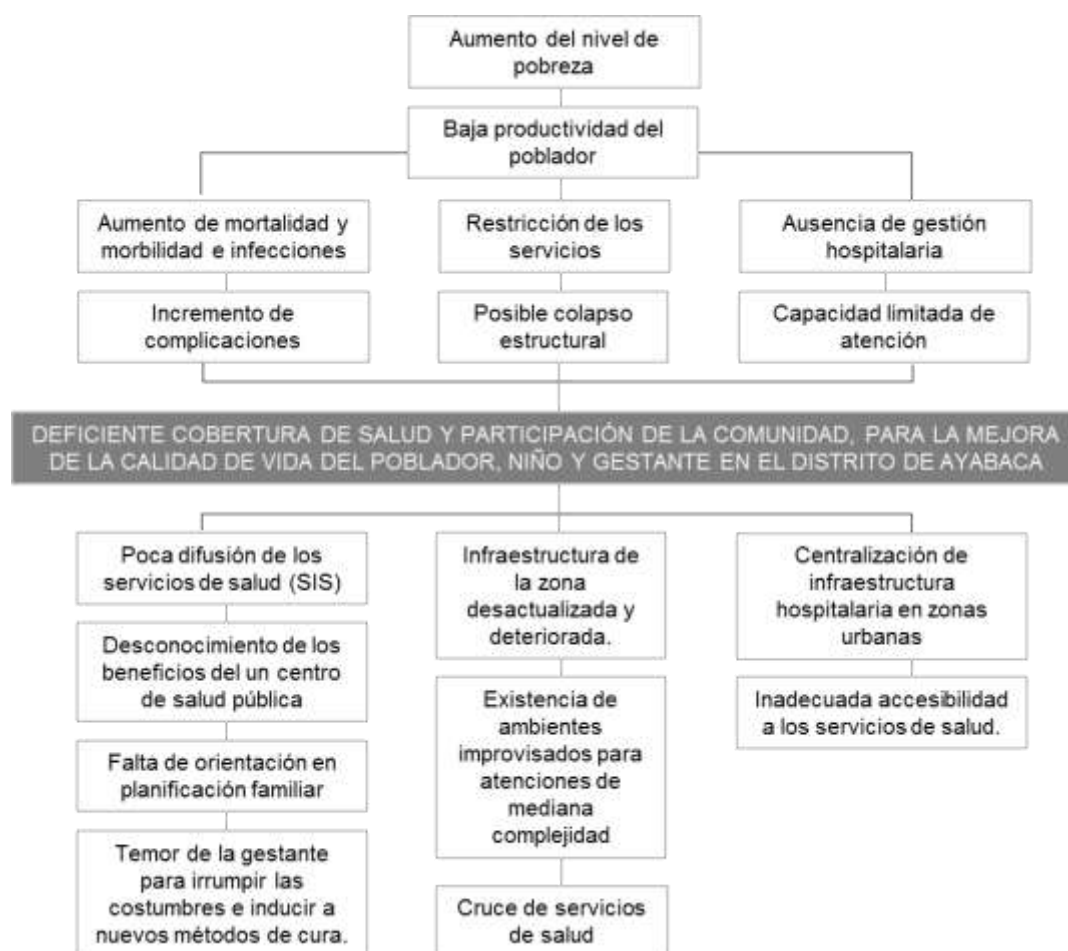 Aumento del nivel de
pobreza
Baja productividad del
poblador
Aumento de mortalidad y
morbilidad e infecciones
Restricción de los
servicios
Ausencia de gestión
hospitalaria
Incremento de
complicaciones
Posible colapso
estructural
Capacidad limitada de
atención
DEFICIENTE COBERTURA DE SALUD Y PARTICIPACIÓN DE LA COMUNIDAD, PARA LA MEJORA
DE LA CALIDAD DE VIDA DEL POBLADOR, NIÑO Y GESTANTE EN EL DISTRITO DE AYABACA
Poca difusión de los
servicios de salud (SIS)
Desconocimiento de los
beneficios del un centro
de salud pública
Falta de orientación en
planificación familiar
Temor de la gestante
para irrumpir las
costumbres e inducir a
nuevos métodos de cura.
Infraestructura de
la zona
desactualizada y
deteriorada.
Existencia de
ambientes
improvisados para
atenciones de
mediana
complejidad
Cruce de servicios
de salud
Centralización de
infraestructura
hospitalaria en zonas
urbanas
Inadecuada accesibilidad
a los servicios de salud.